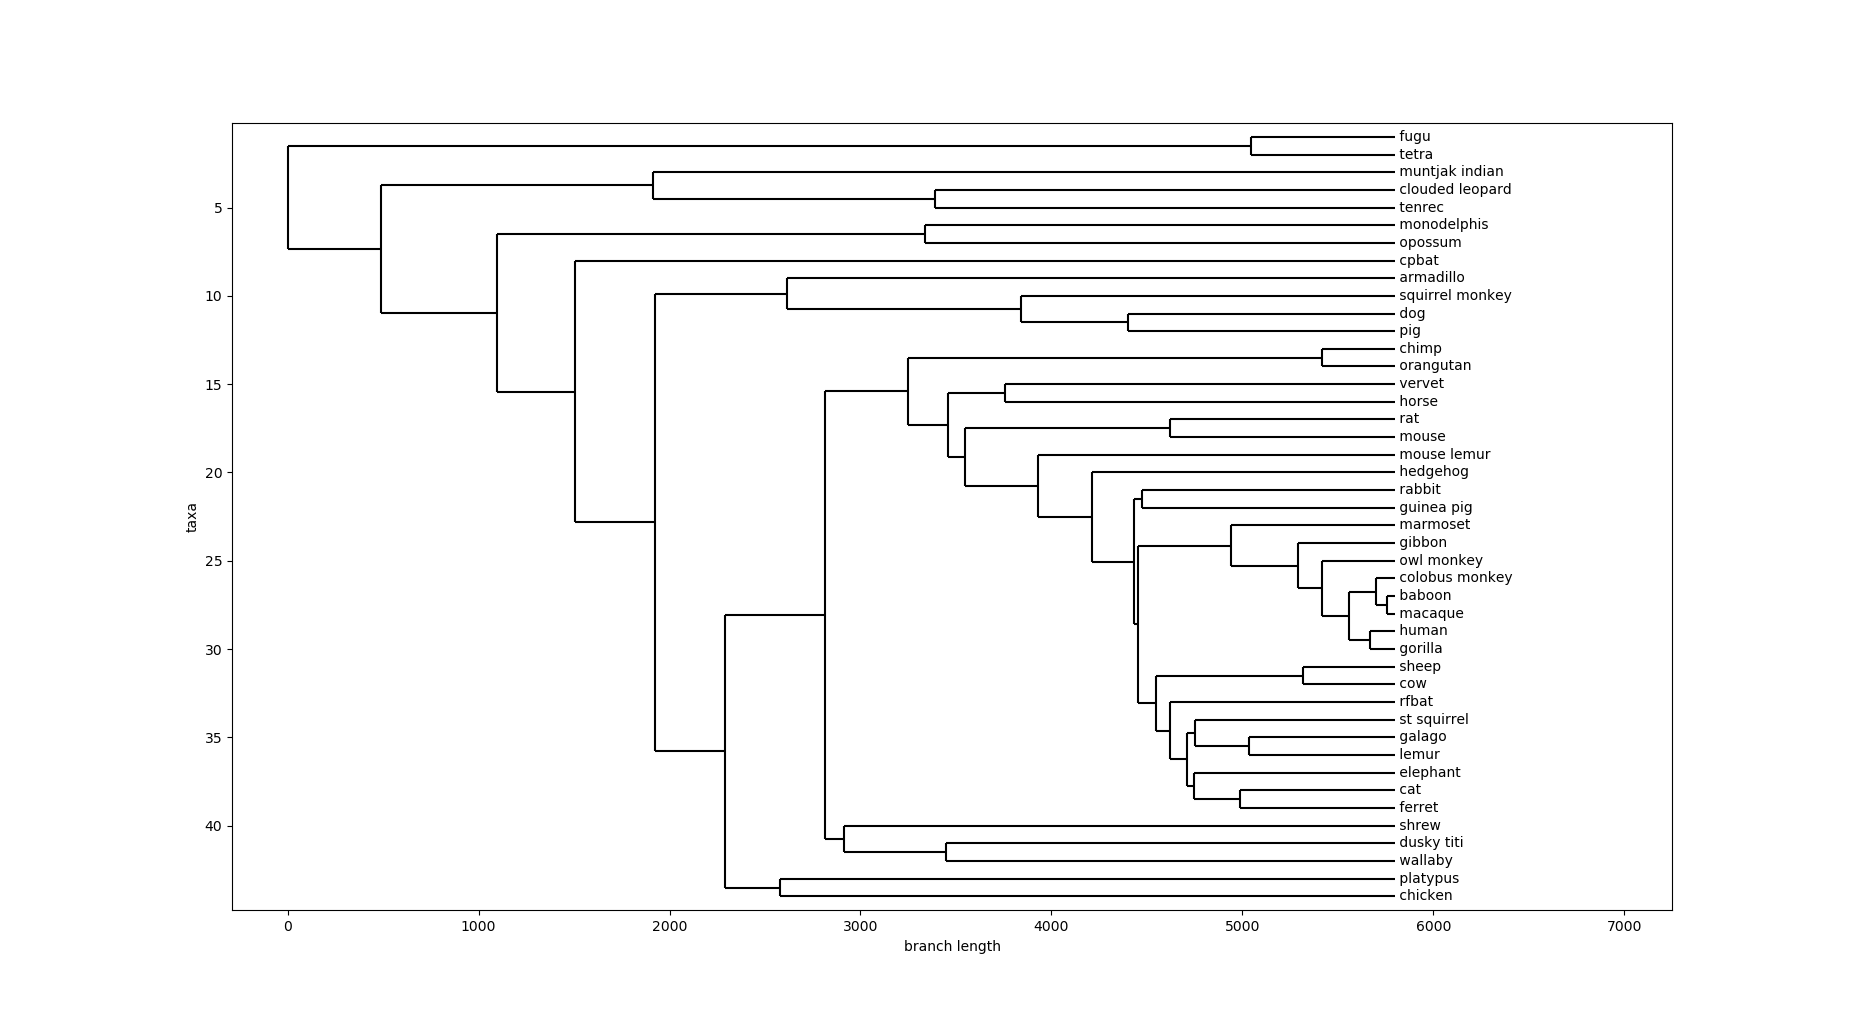 fugu
tetra
muntjak indian
clouded leopard
tenrec
5
monodelphis
opossum
cpbat
armadillo
10
squirrel monkey
dog
pig
chimp
orangutan
15
vervet
horse
rat
mouse
mouse lemur
20
hedgehog
rabbit
guinea pig
taxa
marmoset
gibbon
25
owl monkey
colobus monkey
baboon
macaque
human
30
gorilla
sheep
cow
rfbat
st squirrel
35
galago
lemur
elephant
cat
ferret
40
shrew
dusky titi
wallaby
platypus
chicken
0 1000 2000 3000 4000 5000 6000 7000
branch length